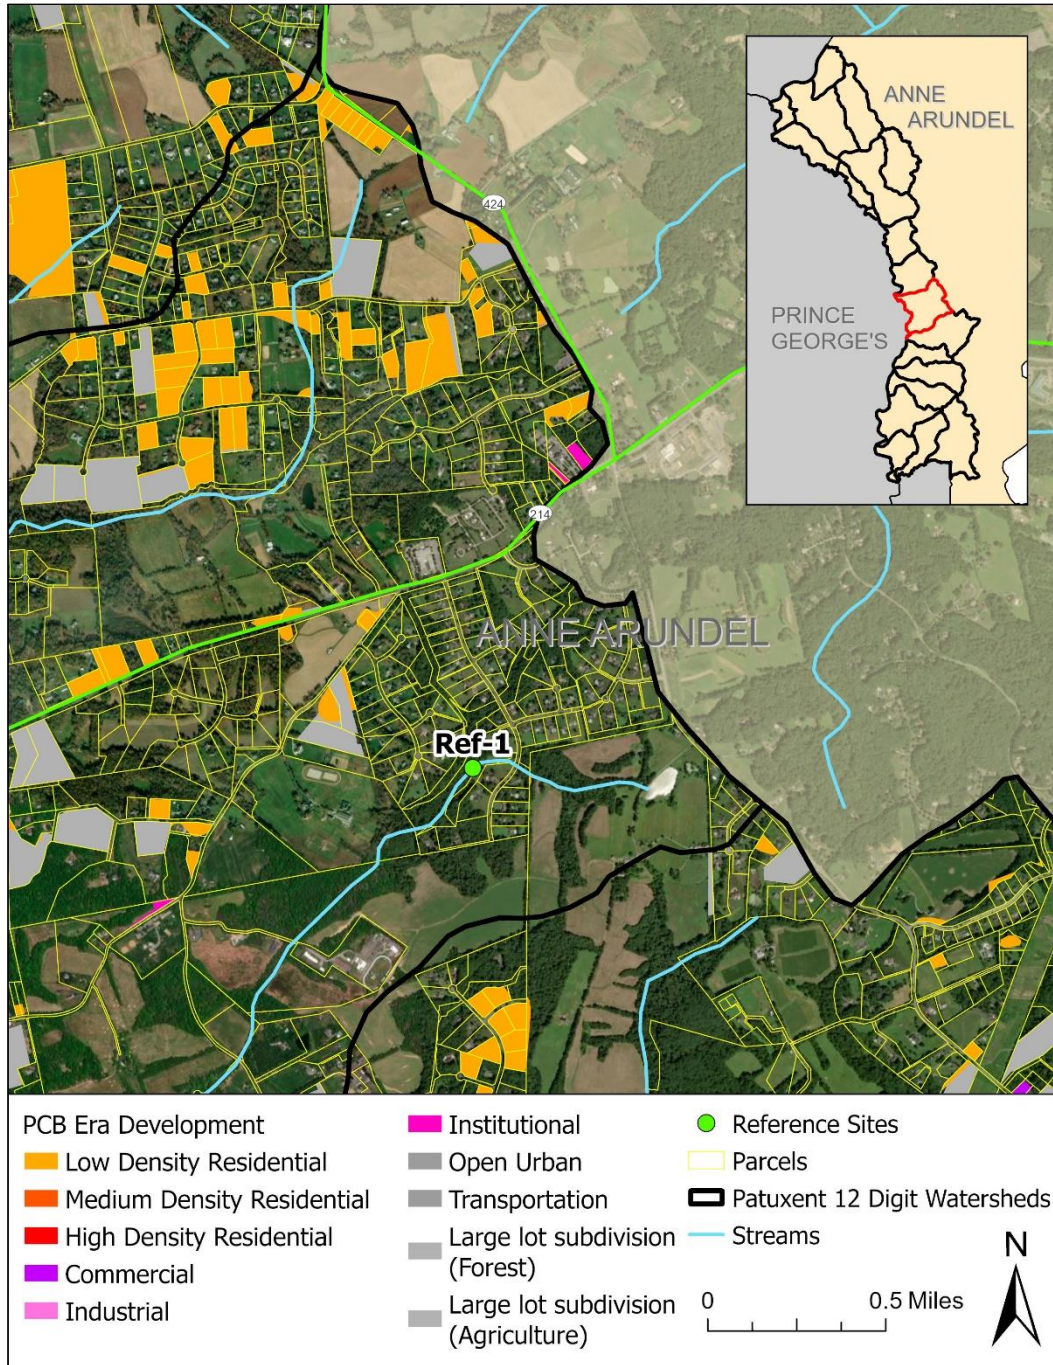 ANNE
ARUNDEL
PRINCE
GEORGE'S
424
214
ANNE ARUNDEL
Ref-1
PCB Era Development
Low Density Residential
Medium Density Residential
High Density Residential
Commercial
Industrial
Institutional
Open Urban
Transportation
Large lot subdivision
(Forest)
Large lot subdivision
(Agriculture)
Reference Sites
Parcels
Patuxent 12 Digit Watersheds
Streams
0 0.5 Miles
N